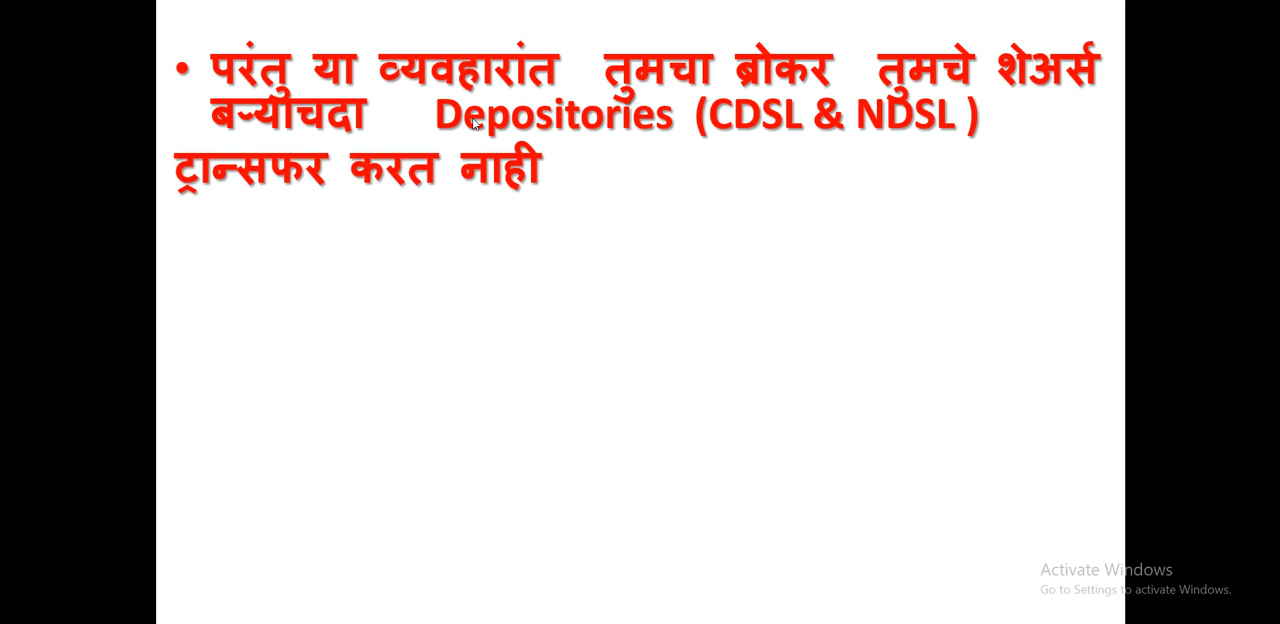 • परंतु या व्यवहारांत तुमचा ब्रोकर तुमचे शेअर्स
बऱ्याचदा Depositories (CDSL & NDSL )
ट्रान्सफर करत नाही
Activate Windows
Go to Settings to activate Windows.